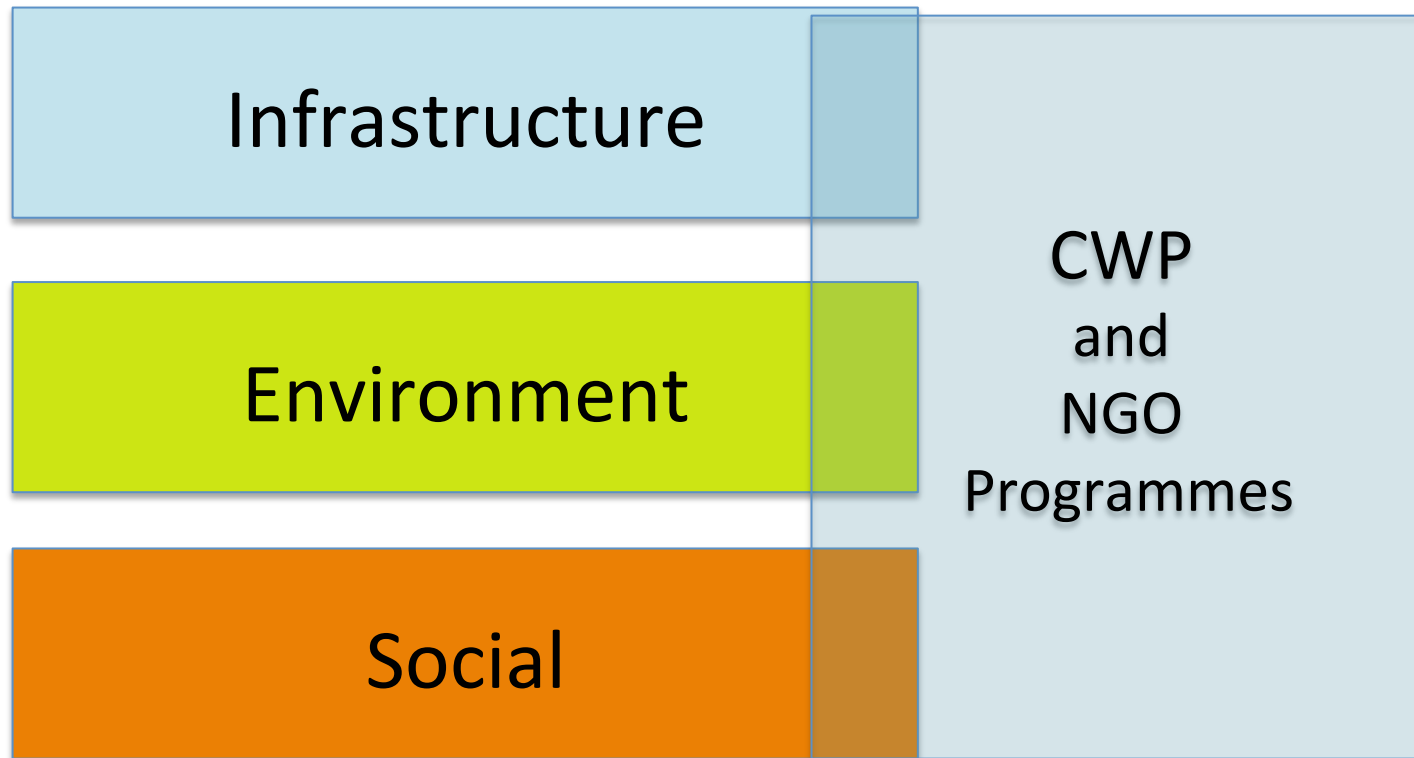 Infrastructure
Environment
Social
CWP
and
NGO
Programmes